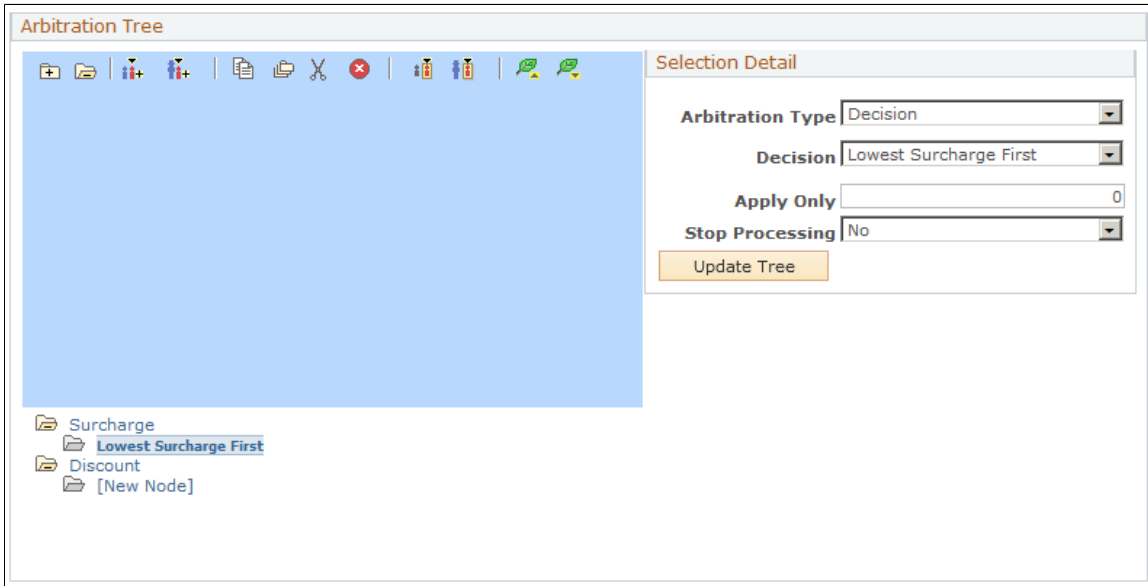 Arbitration Tree
Selection Detail
Arbitration Type Decision
Decision Lowest Surcharge First
Apply Only 0
Stop Processing No
Update Tree
Surcharge
Lowest Surcharge First
Discount
[New Node]